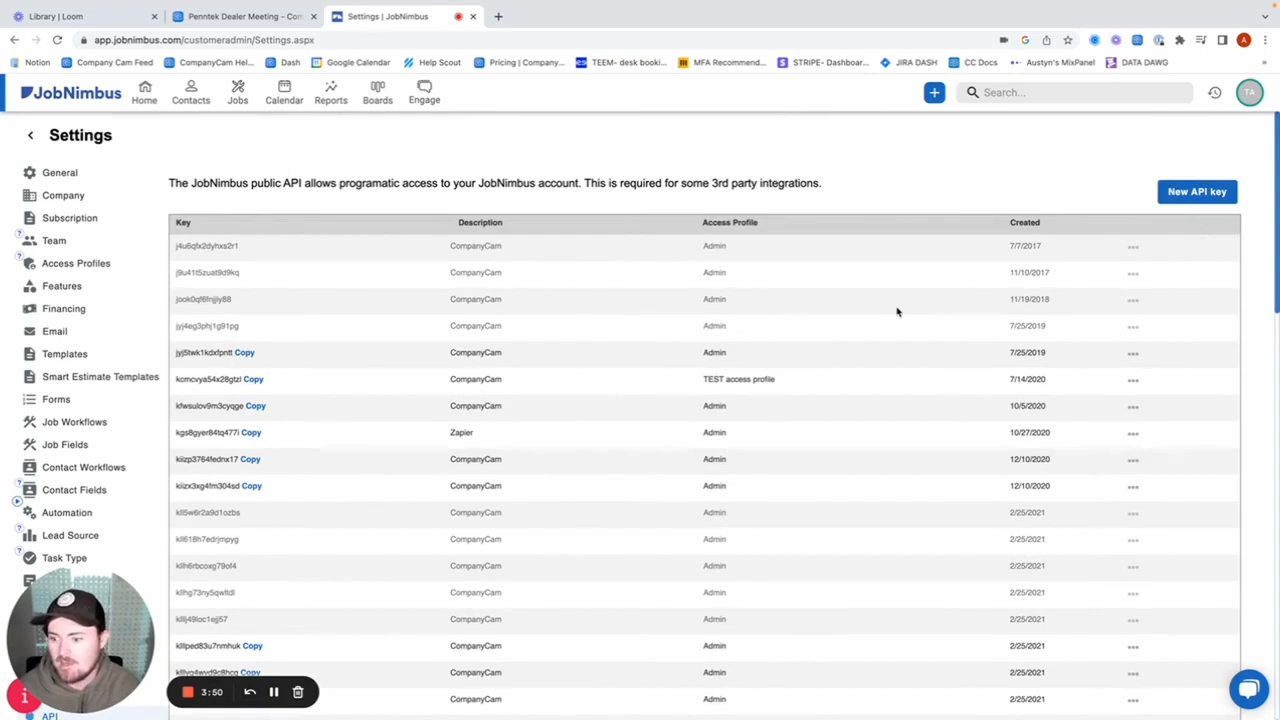 Library | Loom
Penntek Dealer Meeting - Com
Settings | JobNimbus
app.jobnimbus.com/customeradmin/Settings.aspx
Notion
Company Cam Feed
CompanyCam Hel...
Dash
Google Calendar
Help Scout
Pricing | Company...
TEEM- desk booki...
MFA Recommend...
STRIPE- Dashboar...
JIRA DASH
CC Docs
Austyn's MixPanel
DATA DAWG
JobNimbus
Home
Contacts
Jobs
Calendar
Reports
Boards
Engage
Search...
TA
Settings
General
Company
Subscription
Team
Access Profiles
Features
Financing
Email
Templates
Smart Estimate Templates
Forms
Job Workflows
Job Fields
Contact Workflows
Contact Fields
Automation
Lead Source
Task Type
API
The JobNimbus public API allows programatic access to your JobNimbus account. This is required for some 3rd party integrations.
New API key
Key Description Access Profile Created
j4u6qfx2dyhxs2r1 CompanyCam Admin 7/7/2017
j9u41t5zuat9d9kq CompanyCam Admin 11/10/2017
CompanyCam Admin 11/19/2018
jyj4eg3phj1g91pg CompanyCam Admin 7/25/2019
jyj5twk1kdxfpntt Copy CompanyCam Admin 7/25/2019
kcmcvya54x28gtzl Copy CompanyCam TEST access profile 7/14/2020
kfwsulov9m3cyqge Copy CompanyCam Admin 10/5/2020
kgs8gyer84tq477i Copy Zapier Admin 10/27/2020
kiizp3764fednx17 Copy CompanyCam Admin 12/10/2020
kiizx3xg4fm304sd Copy CompanyCam Admin 12/10/2020
kll5w6r2a9d1ozbs CompanyCam Admin 2/25/2021
kll618h7edrjmpyg CompanyCam Admin 2/25/2021
kllh6rbcoxg79of4 CompanyCam Admin 2/25/2021
CompanyCam Admin 2/25/2021
CompanyCam Admin 2/25/2021
Copy CompanyCam Admin 2/25/2021
Copy CompanyCam Admin 2/25/2021
CompanyCam Admin 2/25/2021
3:50